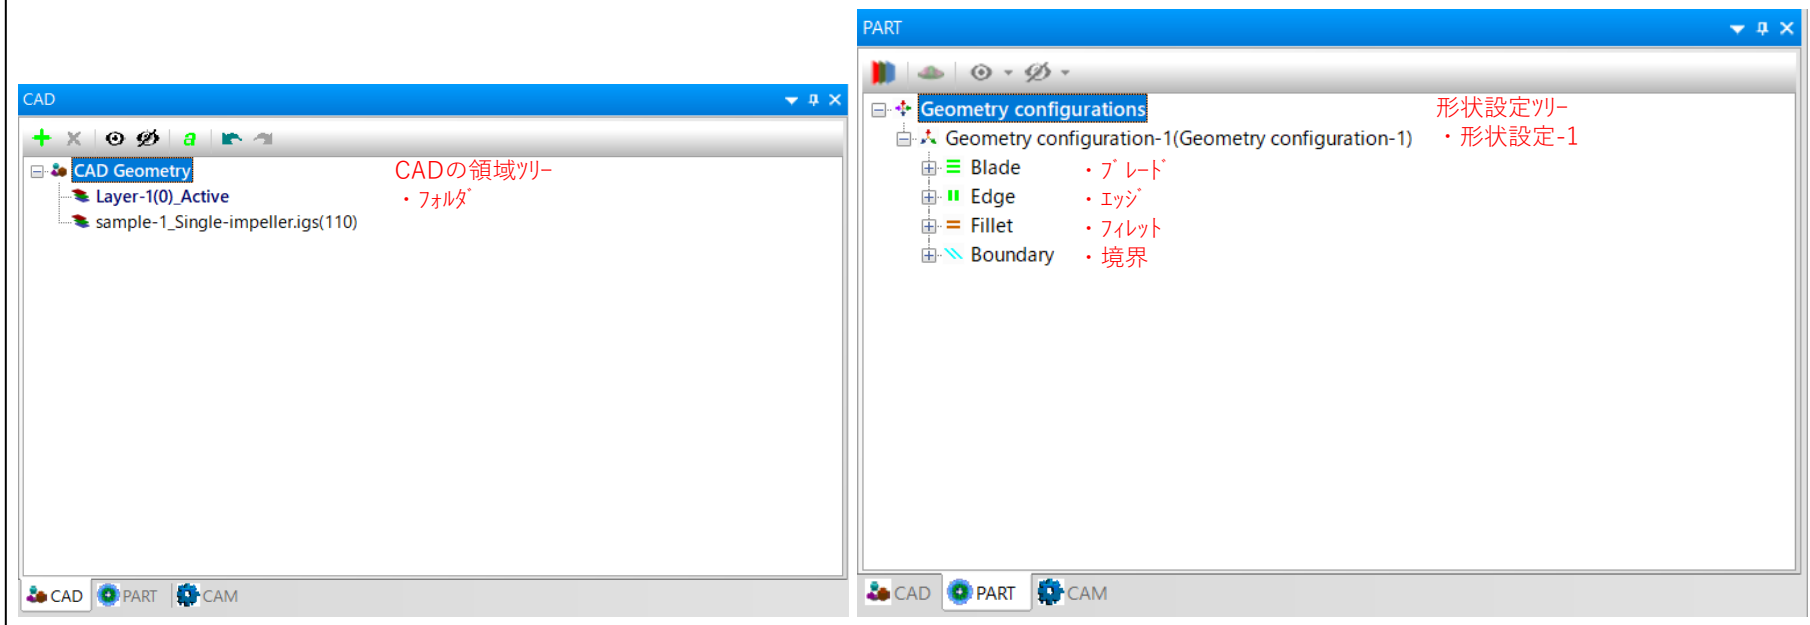 CAD
CAD Geometry
CADの領域ﾂﾘｰ
Layer-1(0)_Active
・ﾌｫﾙﾀﾞ
sample-1_Single-impeller.igs(110)
CAD PART CAM
PART
Geometry configurations
形状設定ﾂﾘｰ
Geometry configuration-1(Geometry configuration-1)
・形状設定-1
Blade ・ﾌﾞﾚｰﾄﾞ
Edge ・ｴｯｼﾞ
Fillet ・ﾌｨﾚｯﾄ
Boundary ・境界
CAD PART CAM